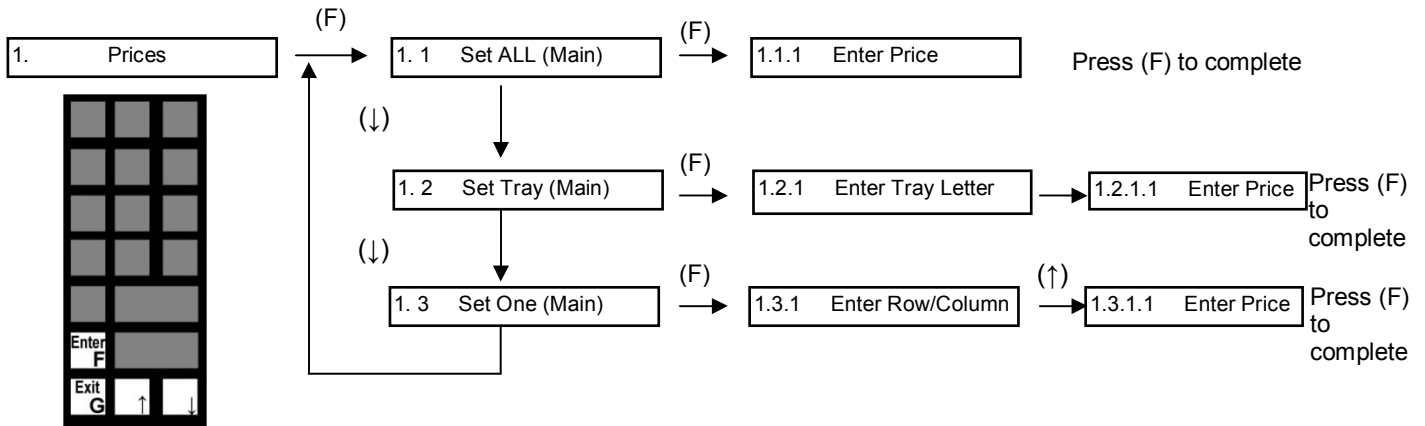 (F)
1. Prices
1. 1 Set ALL (Main)
(F)
1.1.1 Enter Price
Press (F) to complete
(↓)
1. 2 Set Tray (Main)
(F)
1.2.1 Enter Tray Letter
1.2.1.1 Enter Price
Press (F)
to
complete
(↓)
1. 3 Set One (Main)
(F)
1.3.1 Enter Row/Column
(↑)
1.3.1.1 Enter Price
Press (F)
to
complete
Enter
F
Exit
G ↑ ↓